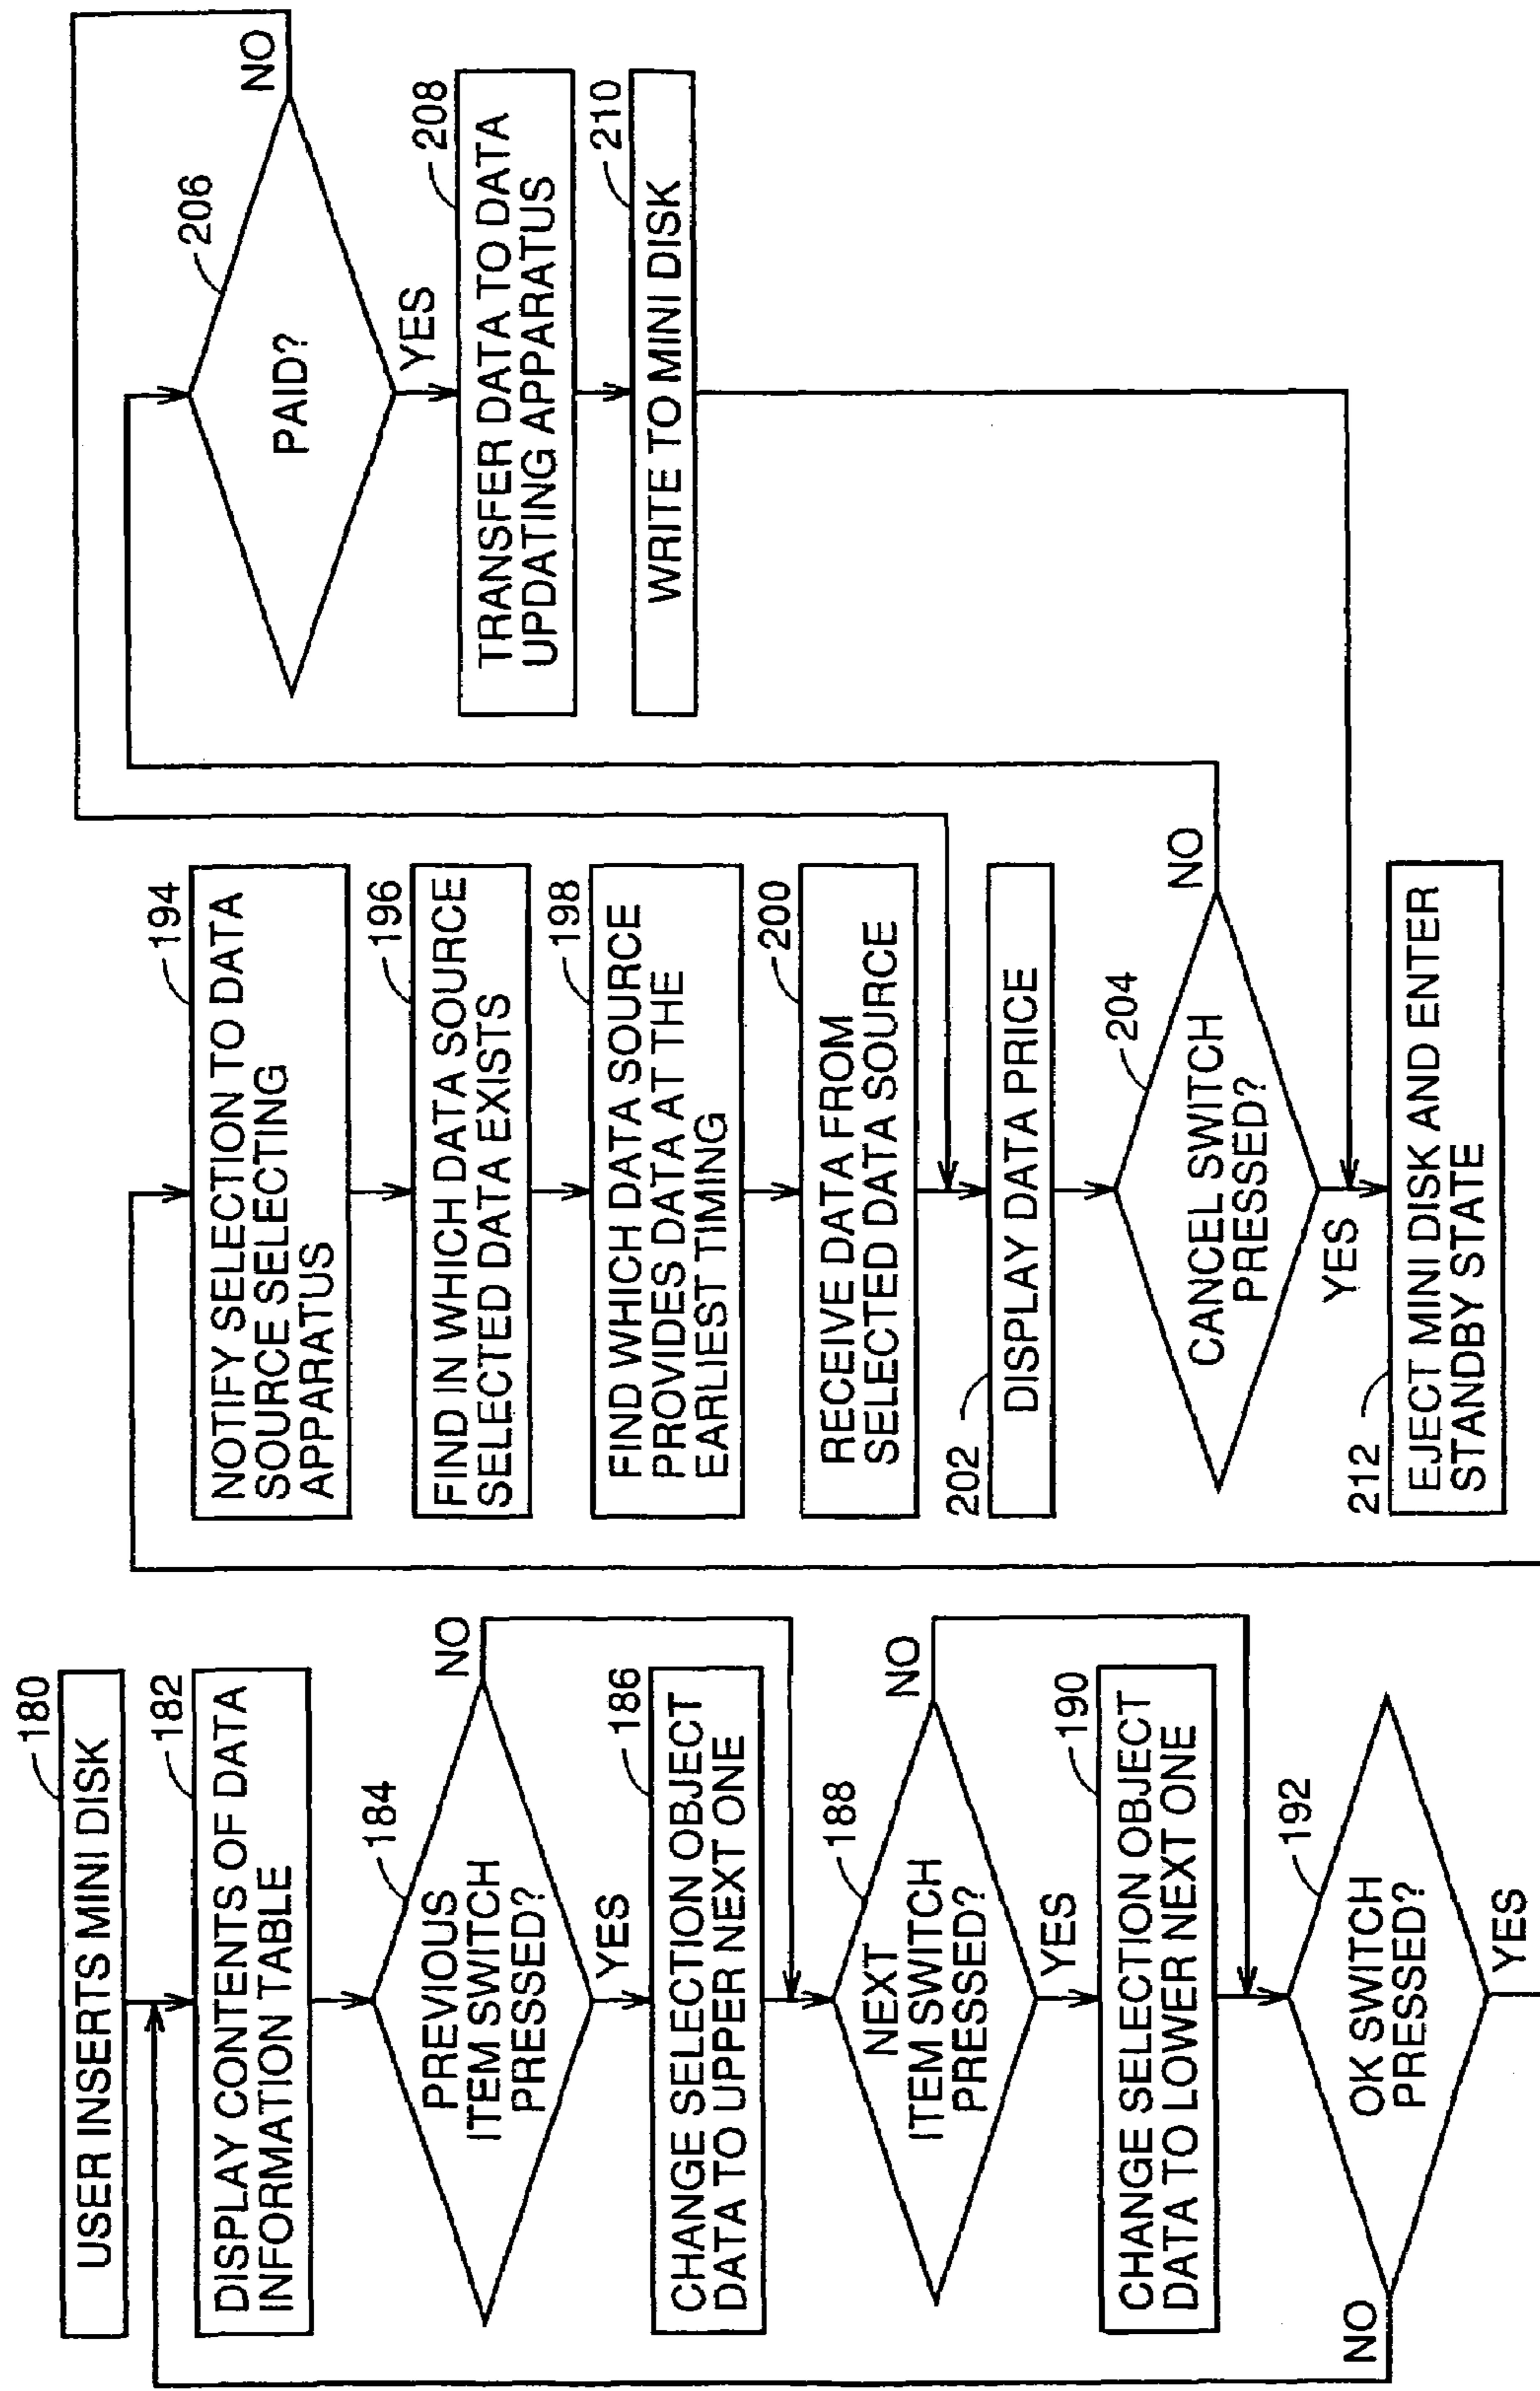 180
USER INSERTS MINI DISK
182
DISPLAY CONTENTS OF DATA
INFORMATION TABLE
184
PREVIOUS
ITEM SWITCH
PRESSED?
NO
YES
186
CHANGE SELECTION OBJECT
DATA TO UPPER NEXT ONE
188
NEXT
ITEM SWITCH
PRESSED?
NO
YES
190
CHANGE SELECTION OBJECT
DATA TO LOWER NEXT ONE
192
OK SWITCH
PRESSED?
NO
YES
194
NOTIFY SELECTION TO DATA
SOURCE SELECTING
APPARATUS
196
FIND IN WHICH DATA SOURCE
SELECTED DATA EXISTS
198
FIND WHICH DATA SOURCE
PROVIDES DATA AT THE
EARLIEST TIMING
200
RECEIVE DATA FROM
SELECTED DATA SOURCE
202
DISPLAY DATA PRICE
204
CANCEL SWITCH
PRESSED?
NO
YES
212
EJECT MINI DISK AND ENTER
STANDBY STATE
206
PAID?
NO
YES
208
TRANSFER DATA TO DATA
UPDATING APPARATUS
210
WRITE TO MINI DISK